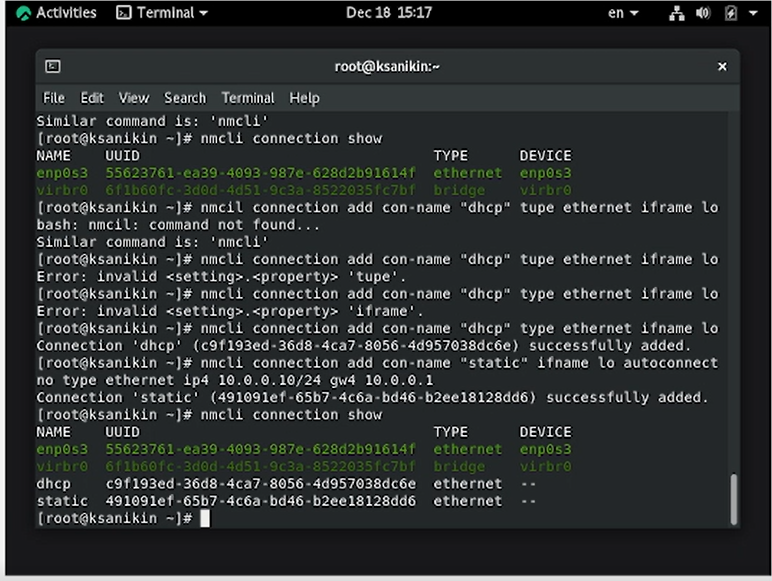 Activities Terminal Dec 18 15:17 en
root@ksanikin:~
File Edit View Search Terminal Help
Similar command is: 'nmcli'
[root@ksanikin ~]# nmcli connection show
NAME UUID TYPE DEVICE
enp0s3 55623761-ea39-4093-987e-628d2b91614f ethernet enp0s3
virbr0 6f1b60fc-3d0d-4d51-9c3a-8522035fc7bf bridge virbr0
[root@ksanikin ~]# nmcil connection add con-name "dhcp" tupe ethernet iframe lo
bash: nmcil: command not found...
Similar command is: 'nmcli'
[root@ksanikin ~]# nmcli connection add con-name "dhcp" tupe ethernet iframe lo
Error: invalid <setting>.<property> 'tupe'.
[root@ksanikin ~]# nmcli connection add con-name "dhcp" type ethernet iframe lo
Error: invalid <setting>.<property> 'iframe'.
[root@ksanikin ~]# nmcli connection add con-name "dhcp" type ethernet ifname lo
Connection 'dhcp' (c9f193ed-36d8-4ca7-8056-4d957038dc6e) successfully added.
[root@ksanikin ~]# nmcli connection add con-name "static" ifname lo autoconnect
no type ethernet ip4 10.0.0.10/24 gw4 10.0.0.1
Connection 'static' (491091ef-65b7-4c6a-bd46-b2ee18128dd6) successfully added.
[root@ksanikin ~]# nmcli connection show
NAME UUID TYPE DEVICE
enp0s3 55623761-ea39-4093-987e-628d2b91614f ethernet enp0s3
virbr0 6f1b60fc-3d0d-4d51-9c3a-8522035fc7bf bridge virbr0
dhcp c9f193ed-36d8-4ca7-8056-4d957038dc6e ethernet --
static 491091ef-65b7-4c6a-bd46-b2ee18128dd6 ethernet --
[root@ksanikin ~]#